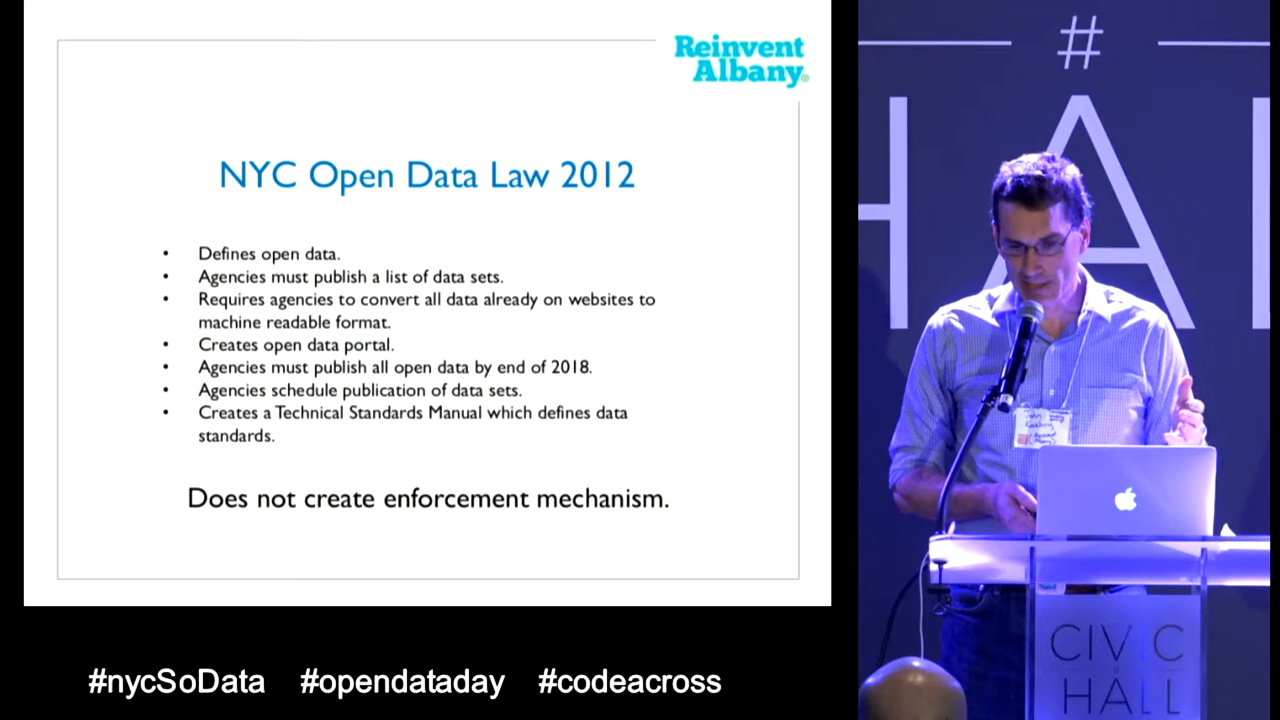 Reinvent
Albany
NYC Open Data Law 2012
• Defines open data.
• Agencies must publish a list of data sets.
• Requires agencies to convert all data already on websites to
machine readable format.
• Creates open data portal.
• Agencies must publish all open data by end of 2018.
• Agencies schedule publication of data sets.
• Creates a Technical Standards Manual which defines data
standards.
Does not create enforcement mechanism.
#nycSoData #opendataday #codeacross
#
HA
John
CIVIC
HALL